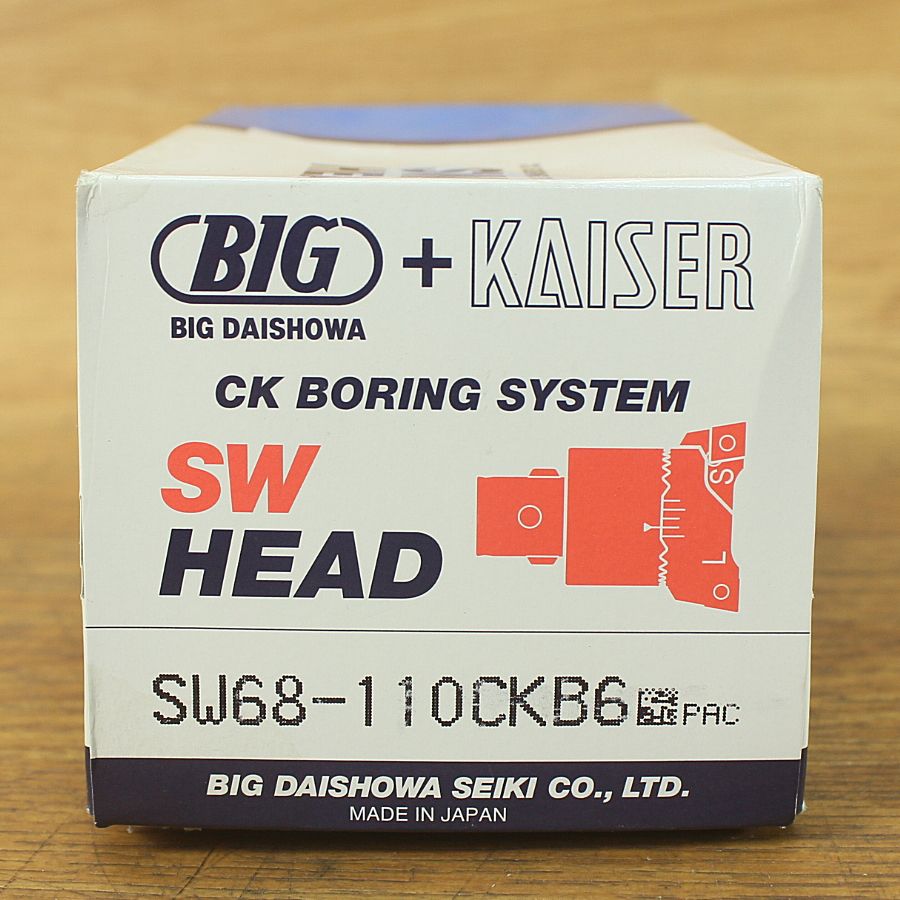 BIG + KAISER
BIG DAISHOWA
CK BORING SYSTEM
SW
HEAD
S
L
SW68-110CKB6 PAC
BIG DAISHOWA SEIKI CO., LTD.
MADE IN JAPAN